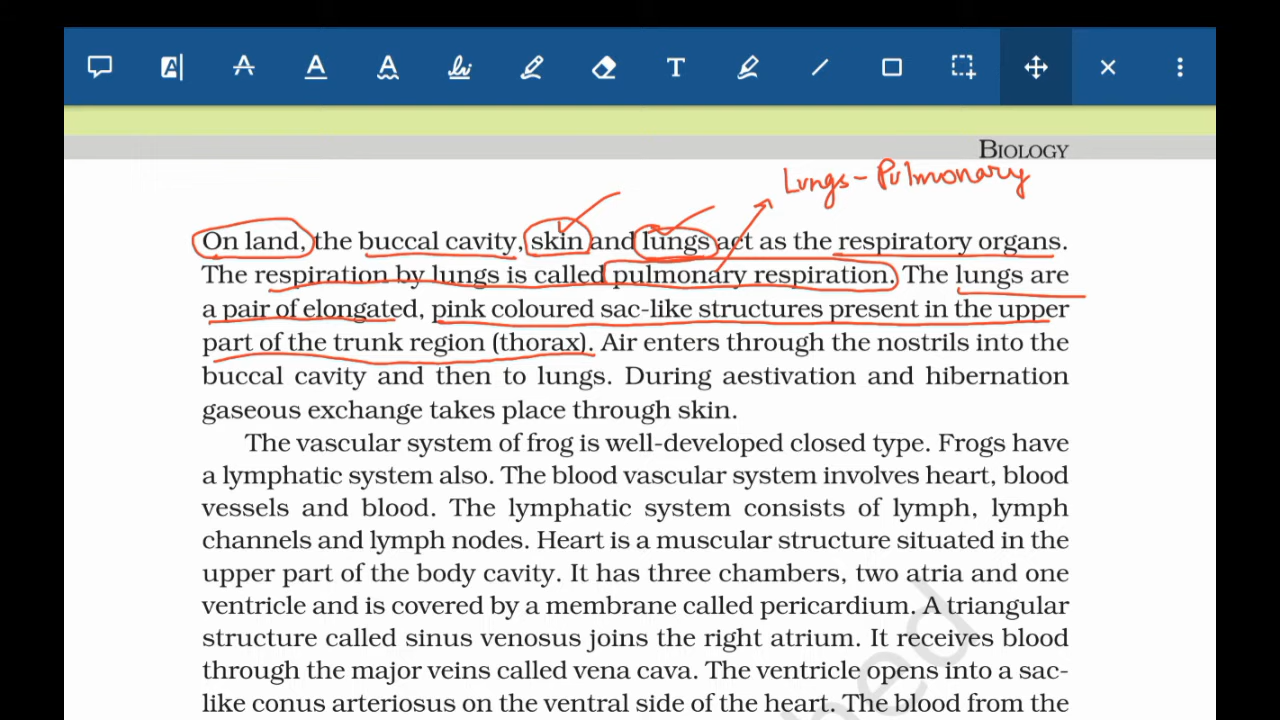 BIOLOGY
Lungs - Pulmonary
On land, the buccal cavity, skin and lungs act as the respiratory organs.
The respiration by lungs is called pulmonary respiration. The lungs are
a pair of elongated, pink coloured sac-like structures present in the upper
part of the trunk region (thorax). Air enters through the nostrils into the
buccal cavity and then to lungs. During aestivation and hibernation
gaseous exchange takes place through skin.
The vascular system of frog is well-developed closed type. Frogs have
a lymphatic system also. The blood vascular system involves heart, blood
vessels and blood. The lymphatic system consists of lymph, lymph
channels and lymph nodes. Heart is a muscular structure situated in the
upper part of the body cavity. It has three chambers, two atria and one
ventricle and is covered by a membrane called pericardium. A triangular
structure called sinus venosus joins the right atrium. It receives blood
through the major veins called vena cava. The ventricle opens into a sac-
like conus arteriosus on the ventral side of the heart. The blood from the